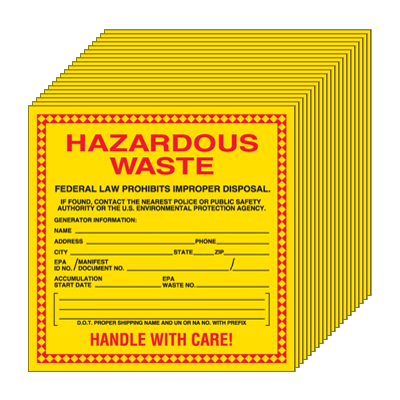 HAZARDOUS
WASTE
FEDERAL LAW PROHIBITS IMPROPER DISPOSAL.
IF FOUND, CONTACT THE NEAREST POLICE OR PUBLIC SAFETY
AUTHORITY OR THE U.S. ENVIRONMENTAL PROTECTION AGENCY.
GENERATOR INFORMATION:
NAME
ADDRESS PHONE
CITY STATE ZIP
EPA / MANIFEST
ID NO. / DOCUMENT NO. /
ACCUMULATION EPA
START DATE WASTE NO.
D.O.T. PROPER SHIPPING NAME AND UN OR NA NO. WITH PREFIX
HANDLE WITH CARE!